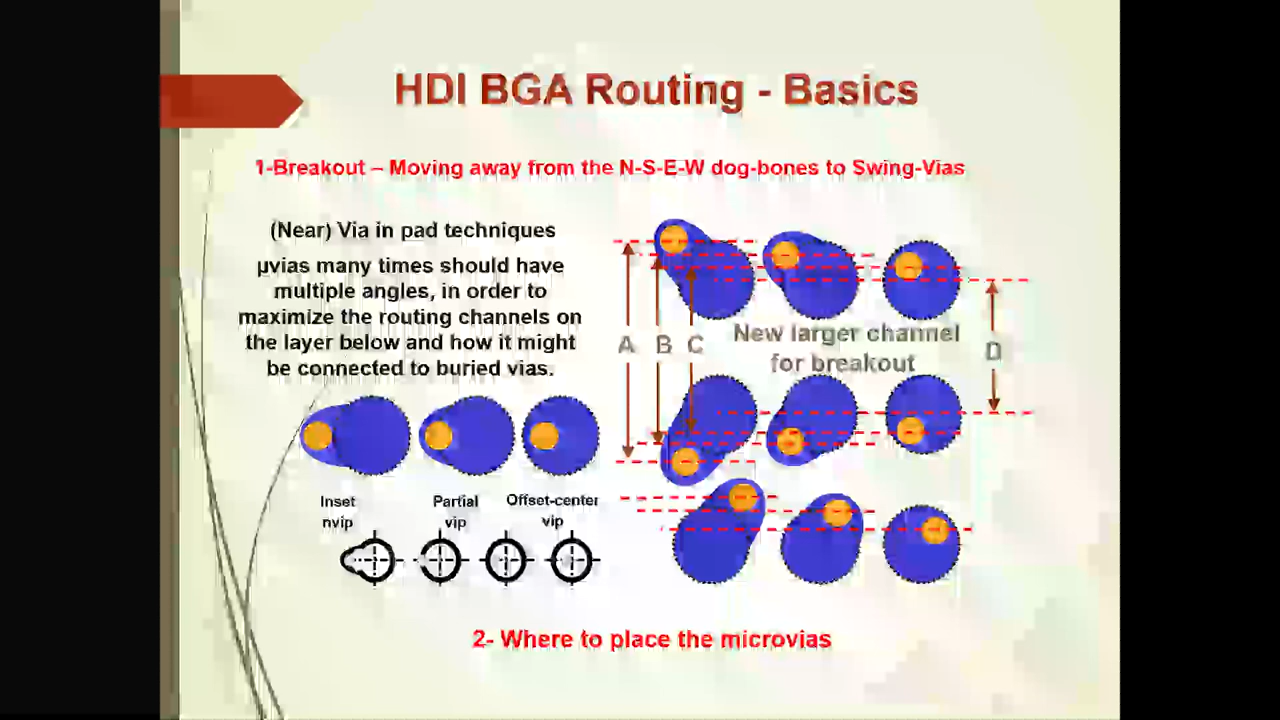 HDI BGA Routing - Basics
1-Breakout – Moving away from the N-S-E-W dog-bones to Swing-Vias
(Near) Via in pad techniques
μvias many times should have
multiple angles, in order to
maximize the routing channels on
the layer below and how it might
be connected to buried vias.
A B C
New larger channel
for breakout
D
Inset
nvip
Partial
vip
Offset-center
vip
2- Where to place the microvias